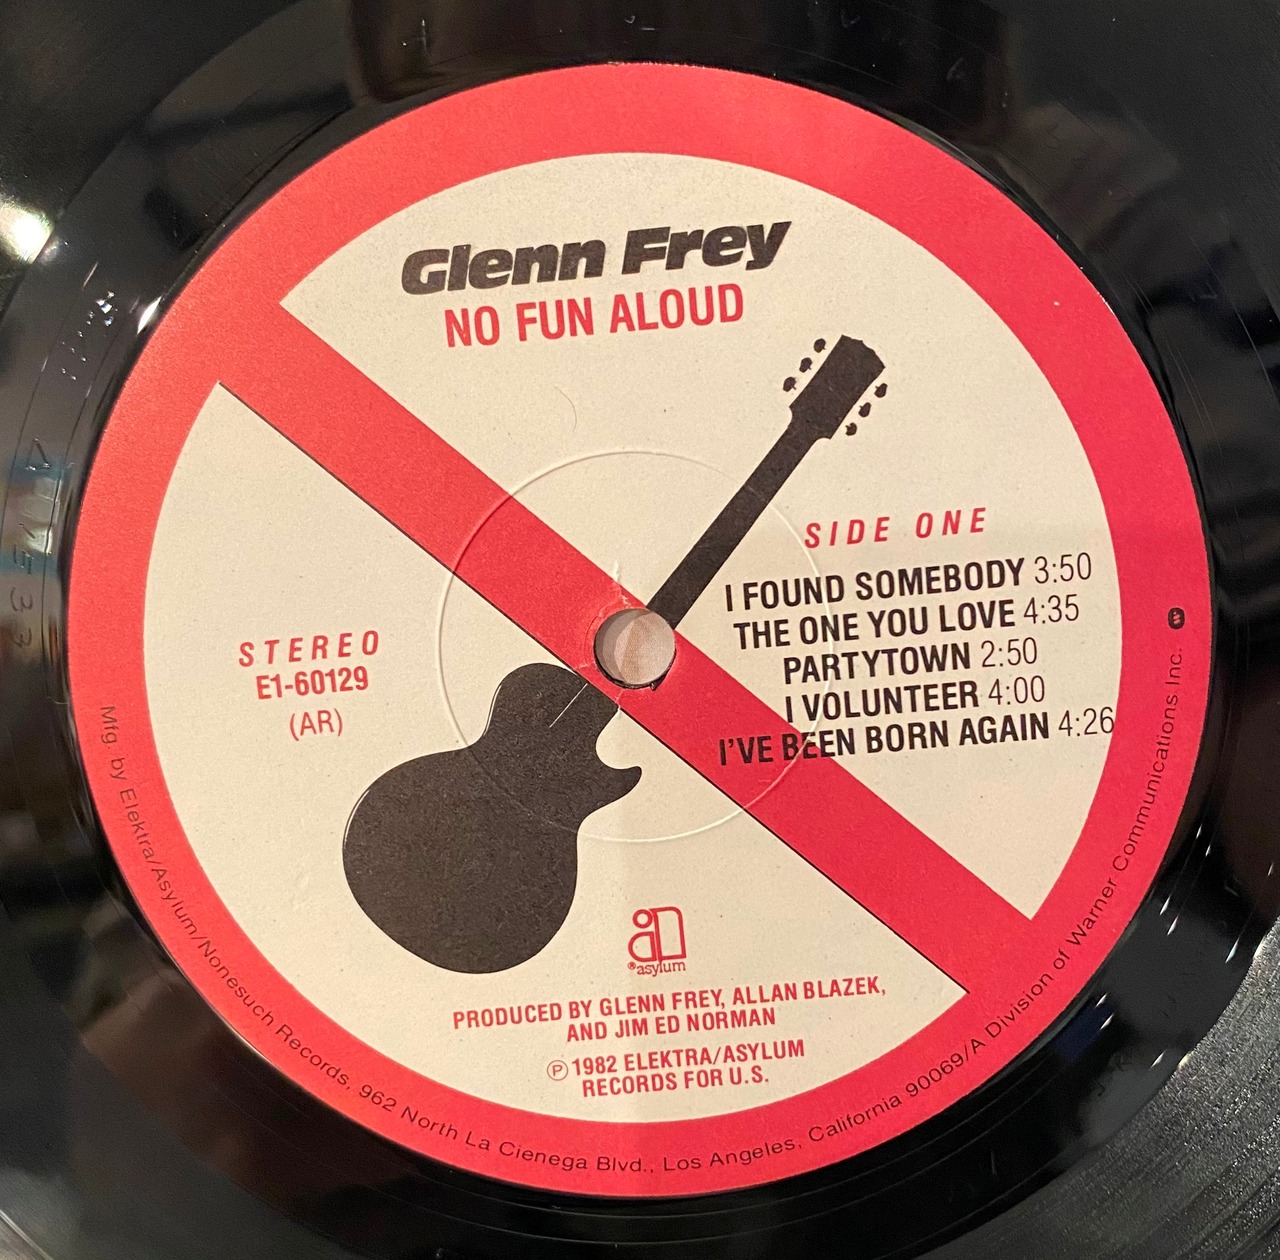 Glenn Frey
NO FUN ALOUD
SIDE ONE
I FOUND SOMEBODY 3:50
THE ONE YOU LOVE 4:35
PARTYTOWN 2:50
I VOLUNTEER 4:00
I'VE BEEN BORN AGAIN 4:26
STEREO
E1-60129
(AR)
®asylum
PRODUCED BY GLENN FREY, ALLAN BLAZEK,
AND JIM ED NORMAN
Ⓟ 1982 ELEKTRA/ASYLUM
RECORDS FOR U.S.
Mfg. by Elektra/Asylum/Nonesuch Records, 962 North La Cienega Blvd., Los Angeles, California 90069/A Division of Warner Communications Inc.